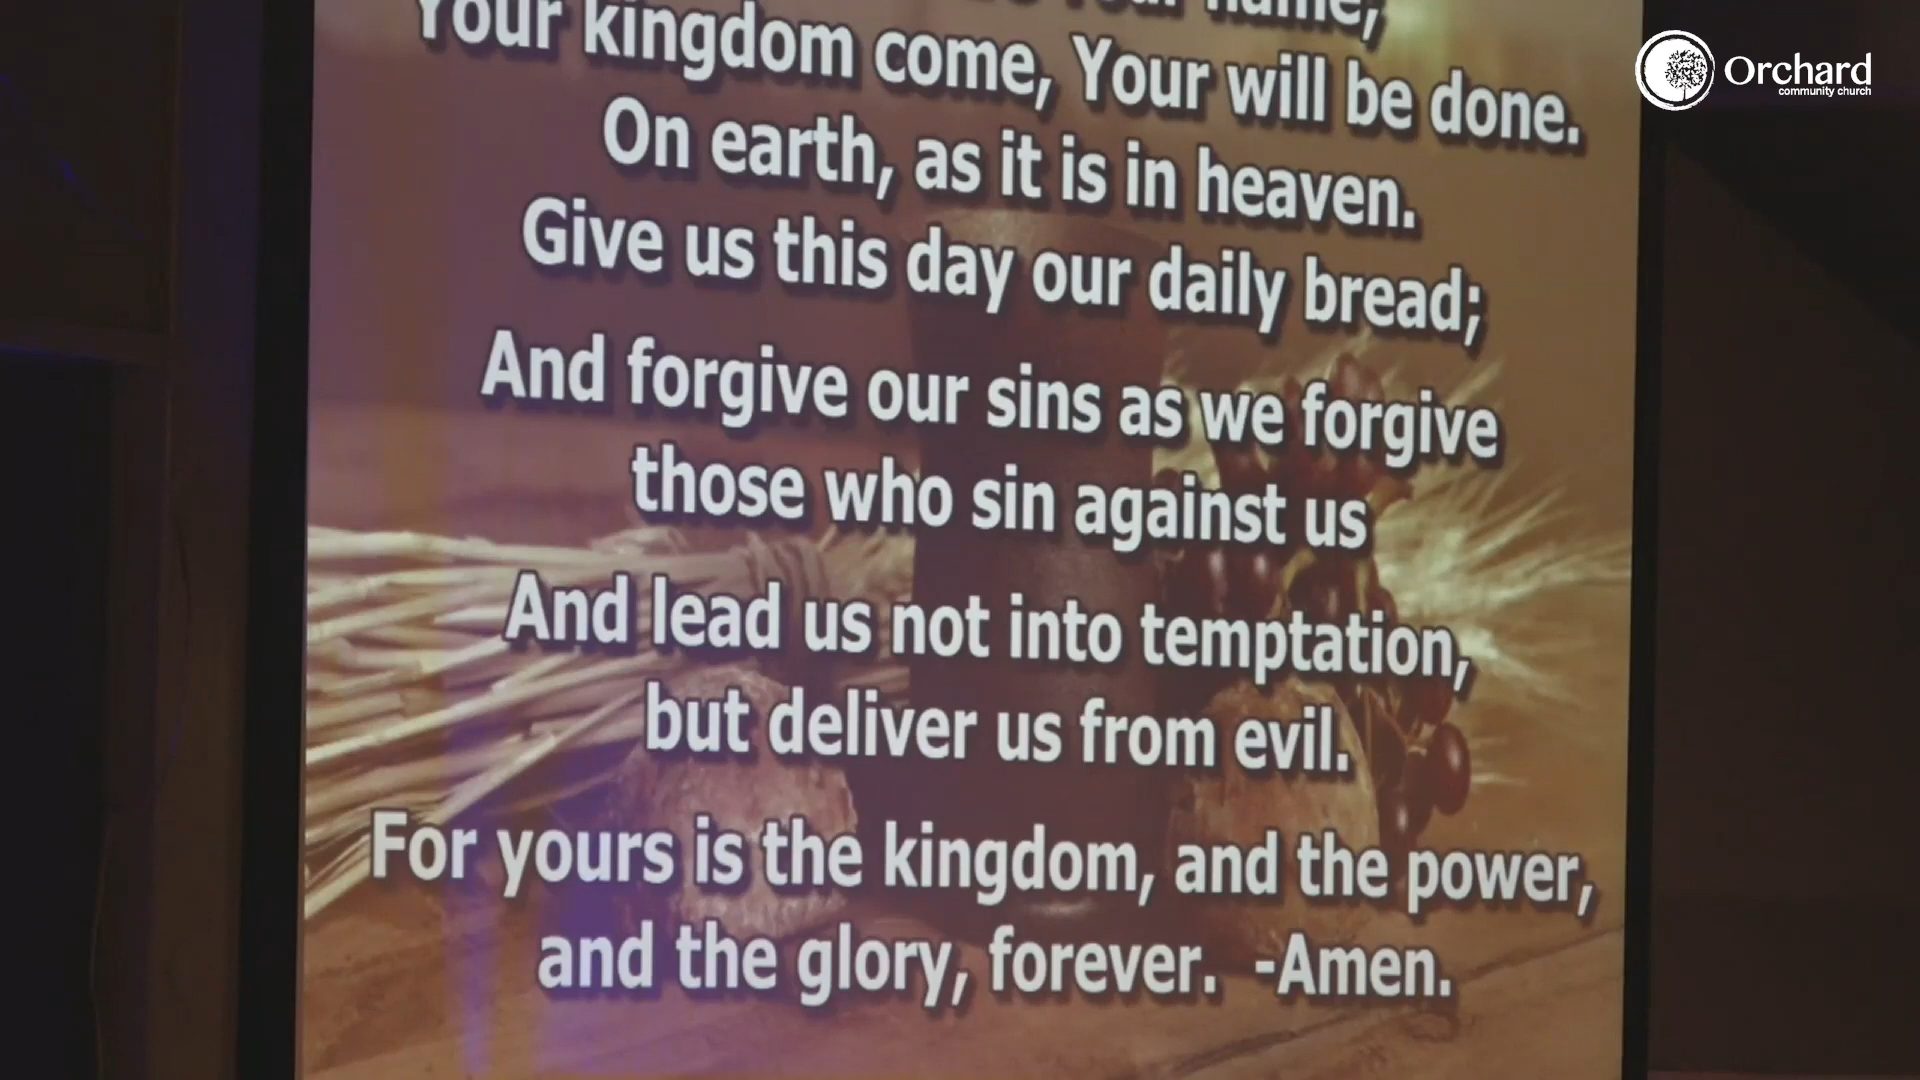 Your name,
Your kingdom come, Your will be done.
On earth, as it is in heaven.
Give us this day our daily bread;
And forgive our sins as we forgive
those who sin against us
And lead us not into temptation,
but deliver us from evil.
For yours is the kingdom, and the power,
and the glory, forever. -Amen.
Orchard
community church